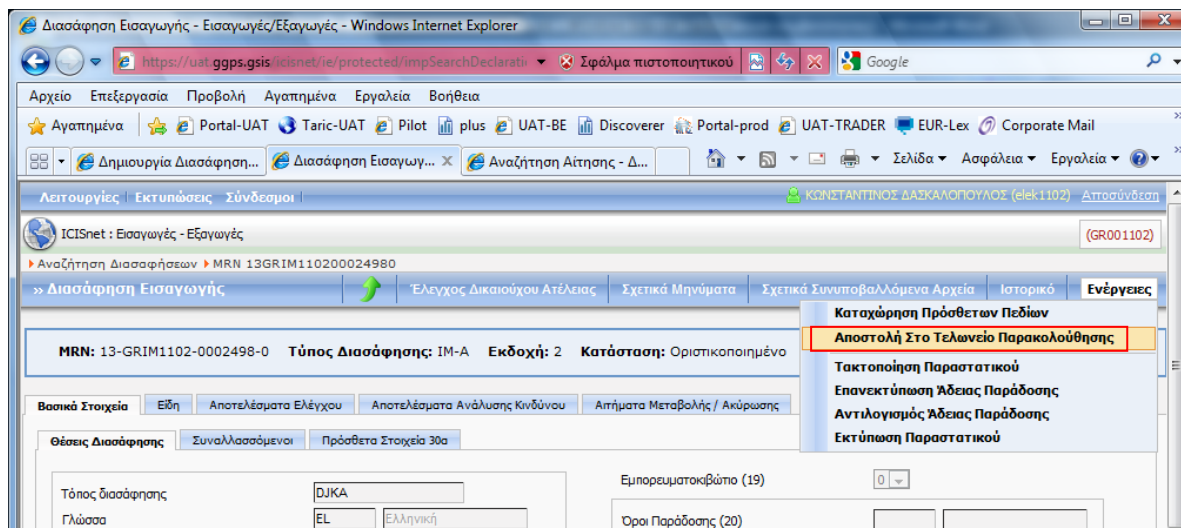 Διασάφηση Εισαγωγής - Εισαγωγές/Εξαγωγές - Windows Internet Explorer
https://uat.ggps.gsis/icisnet/ie/protected/impSearchDeclarati Σφάλμα πιστοποιητικού Google
Αρχείο Επεξεργασία Προβολή Αγαπημένα Εργαλεία Βοήθεια
Αγαπημένα Portal-UAT Taric-UAT Pilot plus UAT-BE Discoverer Portal-prod UAT-TRADER EUR-Lex Corporate Mail
Δημιουργία Διασάφηση... Διασάφηση Εισαγωγ... X Αναζήτηση Αίτησης - Δ... Σελίδα Ασφάλεια Εργαλεία
Λειτουργίες Εκτυπώσεις Σύνδεσμοι ΚΩΝΣΤΑΝΤΙΝΟΣ ΔΑΣΚΑΛΟΠΟΥΛΟΣ (elek1102) Αποσύνδεση
ICISnet : Εισαγωγές - Εξαγωγές (GR001102)
Αναζήτηση Διασαφήσεων MRN 13GRIM110200024980
» Διασάφηση Εισαγωγής Έλεγχος Δικαιούχου Ατέλειας Σχετικά Μηνύματα Σχετικά Συνυποβαλλόμενα Αρχεία Ιστορικό Ενέργειες
Καταχώρηση Πρόσθετων Πεδίων
Αποστολή Στο Τελωνείο Παρακολούθησης
Τακτοποίηση Παραστατικού
Επανεκτύπωση Άδειας Παράδοσης
Αντιλογισμός Άδειας Παράδοσης
Εκτύπωση Παραστατικού
MRN: 13-GRIM1102-0002498-0 Τύπος Διασάφησης: IM-A Εκδοχή: 2 Κατάσταση: Οριστικοποιημένο
Βασικά Στοιχεία Είδη Αποτελέσματα Ελέγχου Αποτελέσματα Ανάλυσης Κινδύνου Αιτήματα Μεταβολής / Ακύρωσης
Θέσεις Διασάφησης Συναλλασσόμενοι Πρόσθετα Στοιχεία 30α
Τόπος διασάφησης DJKA Εμπορευματοκιβώτιο (19) 0
Γλώσσα EL Ελληνική Όροι Παράδοσης (20)